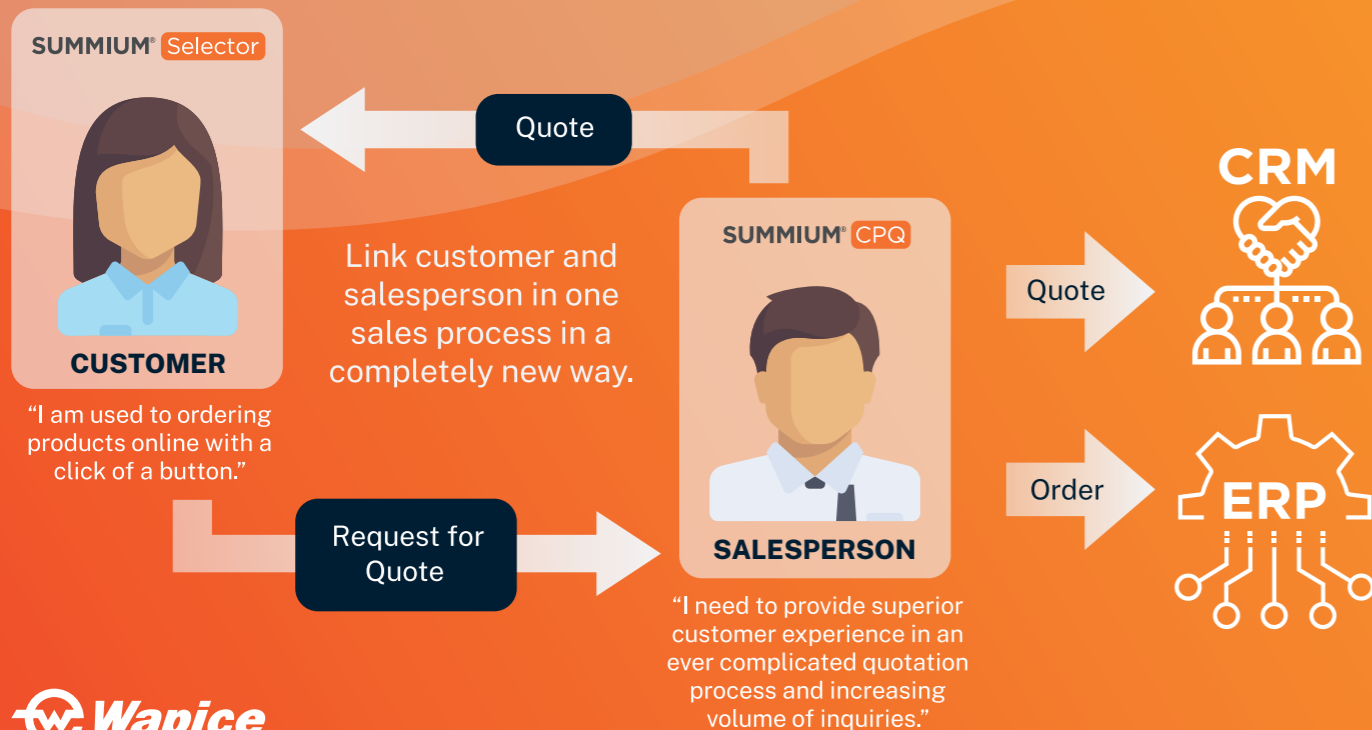 SUMMIUM® Selector
CUSTOMER
“I am used to ordering
products online with a
click of a button.”
Quote
Link customer and
salesperson in one
sales process in a
completely new way.
Request for
Quote
SUMMIUM® CPQ
SALESPERSON
“I need to provide superior
customer experience in an
ever complicated quotation
process and increasing
volume of inquiries.”
Quote
CRM
Order
ERP
Wapice